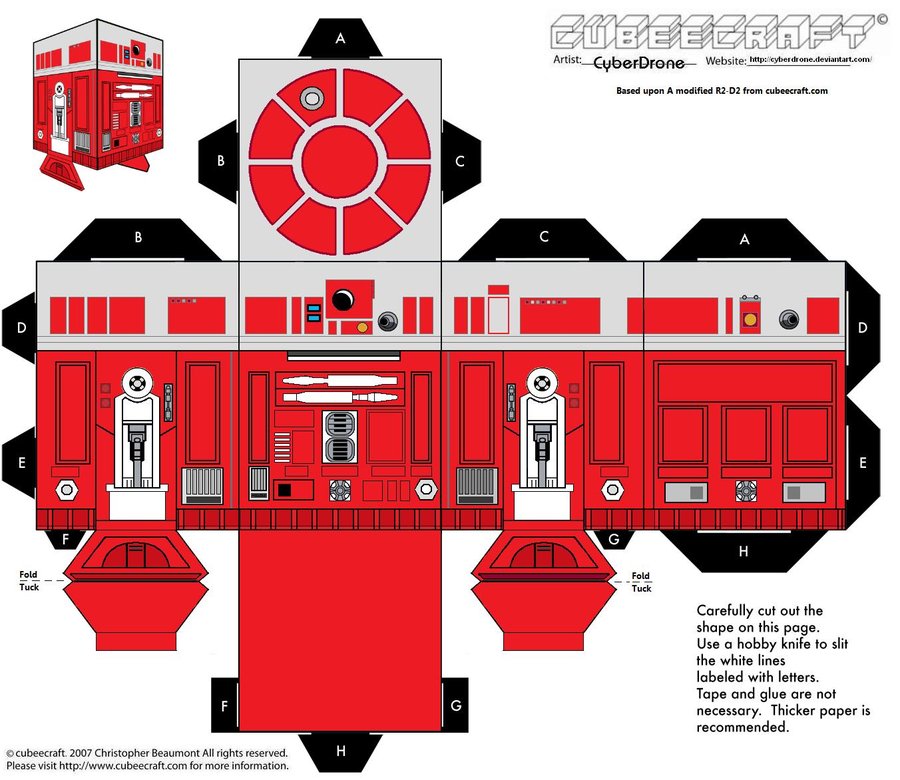 CUBEECRAFT©
Artist: CyberDrone Website: http://cyberdrone.deviantart.com/
Based upon A modified R2-D2 from cubeecraft.com
A
B
C
B
C
A
D
D
E
E
F
G
H
Fold
Tuck
Fold
Tuck
Carefully cut out the
shape on this page.
Use a hobby knife to slit
the white lines
labeled with letters.
Tape and glue are not
necessary. Thicker paper is
recommended.
F
G
H
© cubeecraft. 2007 Christopher Beaumont All rights reserved.
Please visit http://www.cubeecraft.com for more information.